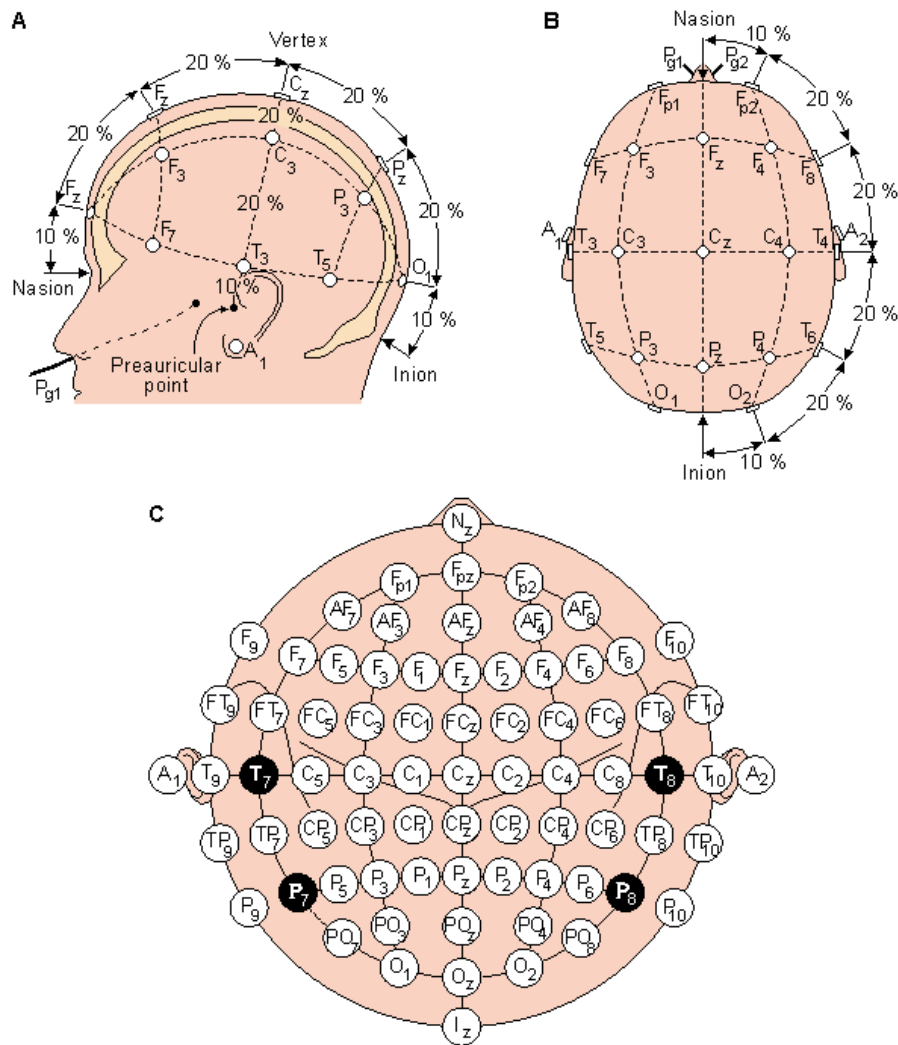 A
Vertex
20 %
20 %
Fz
Cz
20 %
20 %
Fz
F3
C3
P3
Pz
20 %
20 %
10 %
F7
T3
T5
O1
Nasion
10 %
10 %
A1
Preauricular
point
Inion
Pg1
B
Nasion
10 %
Pg1
Pg2
Fp1
Fp2
20 %
F7
F3
Fz
F4
F8
20 %
A1
T3
C3
Cz
C4
T4
A2
20 %
T5
P3
Pz
P4
T6
O1
O2
20 %
10 %
Inion
C
Nz
Fp1
Fpz
Fp2
AF7
AF3
AFz
AF4
AF8
F9
F7
F5
F3
F1
Fz
F2
F4
F6
F8
F10
FT9
FT7
FC5
FC3
FC1
FCz
FC2
FC4
FC6
FT8
FT10
A1
T9
T7
C5
C3
C1
Cz
C2
C4
C8
T8
T10
A2
TP9
TP7
CP5
CP3
CP1
CPz
CP2
CP4
CP6
TP8
TP10
P9
P7
P5
P3
P1
Pz
P2
P4
P6
P8
P10
PO7
PO3
POz
PO4
PO8
O1
Oz
O2
Iz